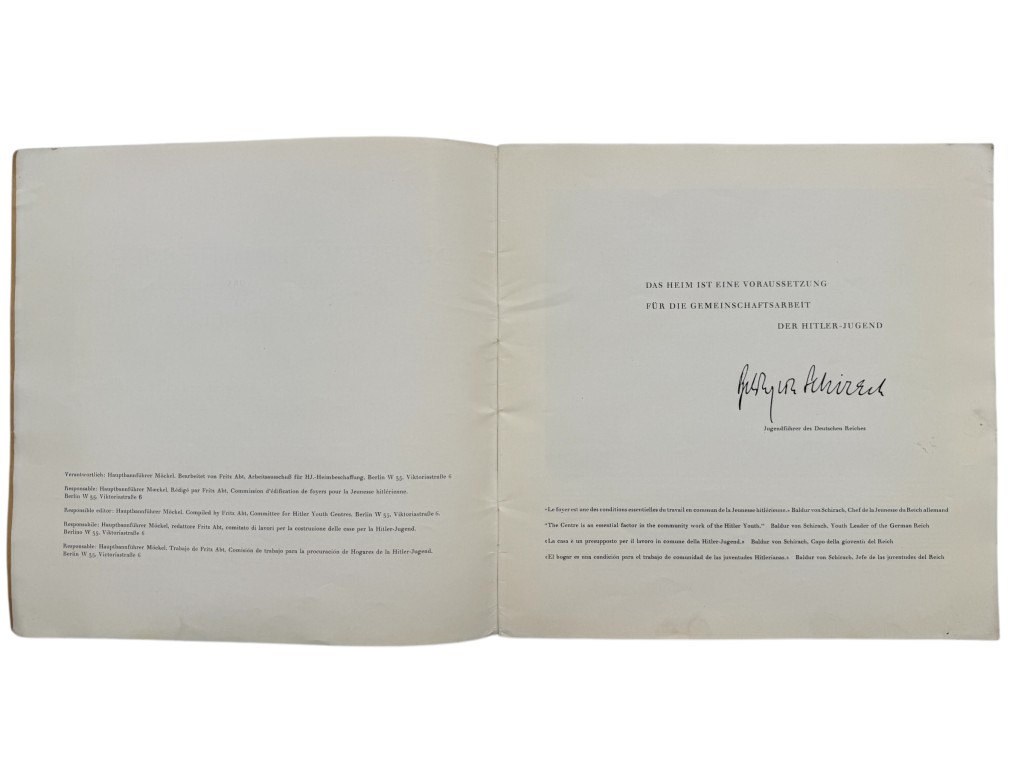 Verantwortlich: Hauptbannführer Möckel. Bearbeitet von Fritz Abt, Arbeitsausschuß für HJ.-Heimbeschaffung, Berlin W 35, Viktoriastraße 6
Responsable: Hauptbannführer Mœckel. Rédigé par Fritz Abt, Commission d'édification de foyers pour la Jeunesse hitlérienne.
Berlin W 35, Viktoriastraße 6
Responsible editor: Hauptbannführer Möckel. Compiled by Fritz Abt, Committee for Hitler Youth Centres. Berlin W 35, Viktoriastraße 6.
Responsabile: Hauptbannführer Möckel, redattore Fritz Abt, comitato di lavori per la costruzione delle case per la Hitler-Jugend.
Berlino W 35, Viktoriastraße 6
Responsable: Hauptbannführer Möckel. Trabajo de Fritz Abt, Comisión de trabajo para la procuración de Hogares de la Hitler-Jugend.
Berlin W 35, Victoriastraße 6
DAS HEIM IST EINE VORAUSSETZUNG
FÜR DIE GEMEINSCHAFTSARBEIT
DER HITLER-JUGEND
Baldur von Schirach
Jugendführer des Deutschen Reiches
«Le foyer est une des conditions essentielles du travail en commun de la Jeunesse hitlérienne.» Baldur von Schirach, Chef de la Jeunesse du Reich allemand
"The Centre is an essential factor in the community work of the Hitler Youth." Baldur von Schirach, Youth Leader of the German Reich
«La casa è un presupposto per il lavoro in comune della Hitler-Jugend.» Baldur von Schirach, Capo della gioventù del Reich
«El hogar es una condición para el trabajo de comunidad de las juventudes Hitlerianas.» Baldur von Schirach, Jefe de las juventudes del Reich